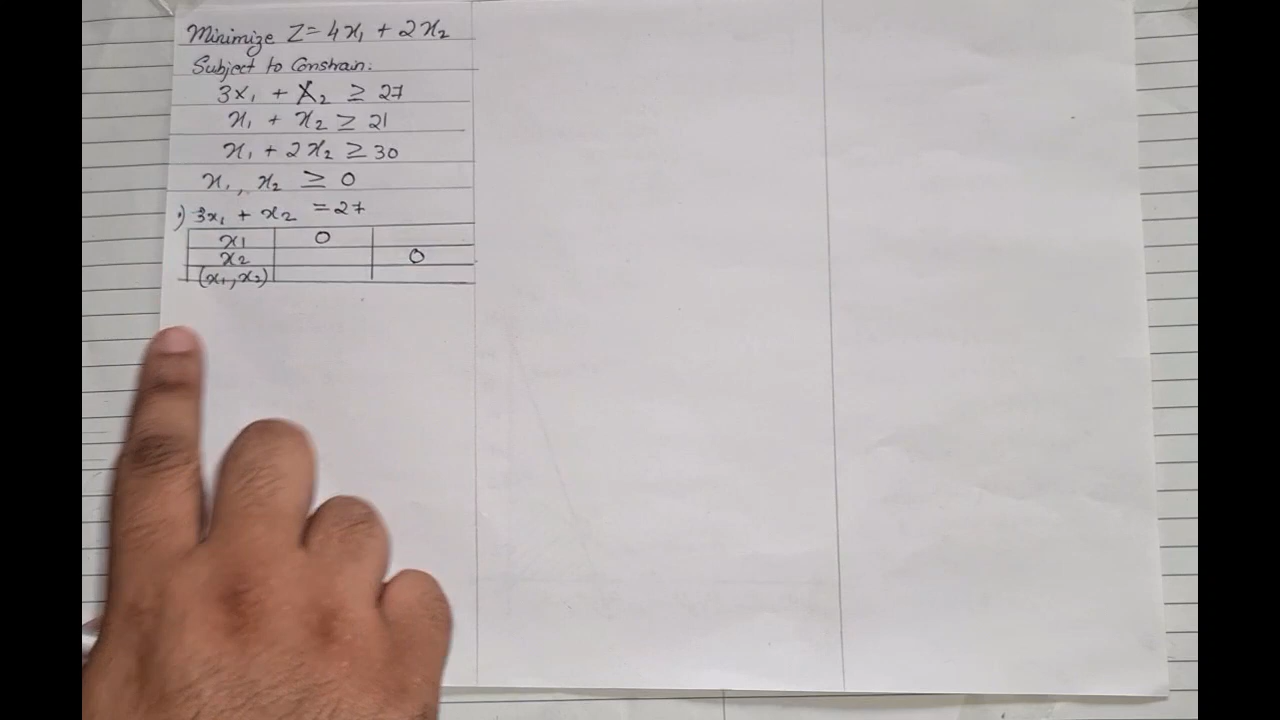 Minimize Z = 4x₁ + 2x₂
Subject to Constrain:
3x₁ + x₂ ≥ 27
x₁ + x₂ ≥ 21
x₁ + 2x₂ ≥ 30
x₁, x₂ ≥ 0
·) 3x₁ + x₂ = 27
x₁ 0
x₂ 0
(x₁, x₂)